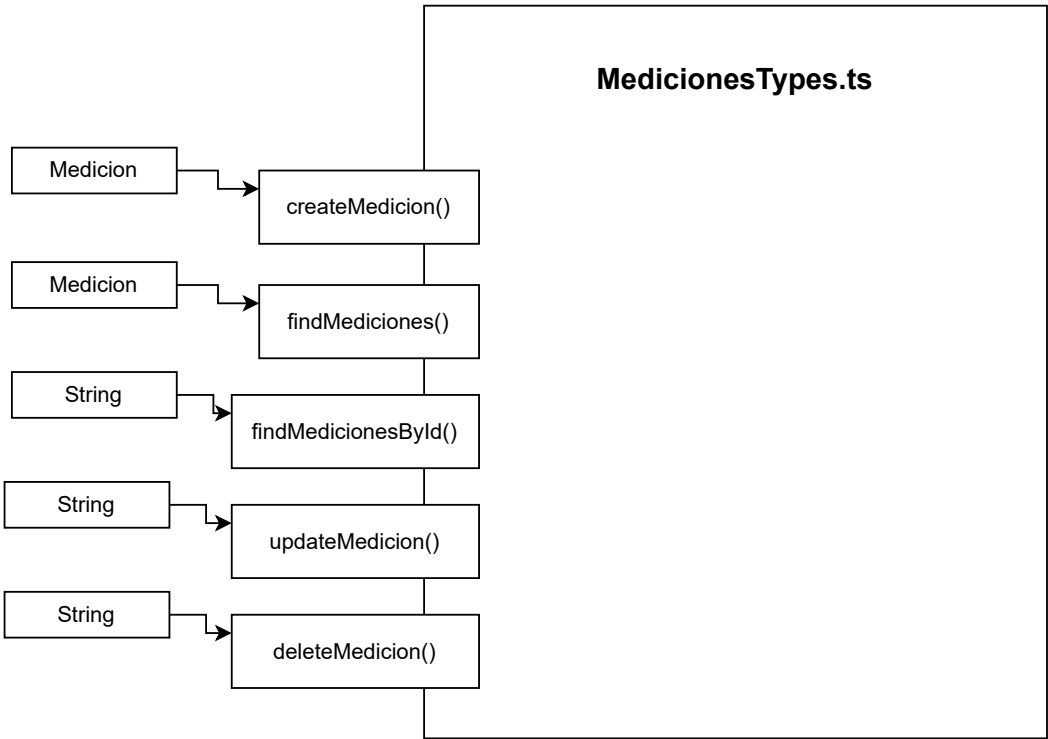 MedicionesTypes.ts
Medicion
createMedicion()
Medicion
findMediciones()
String
findMedicionesById()
String
updateMedicion()
String
deleteMedicion()